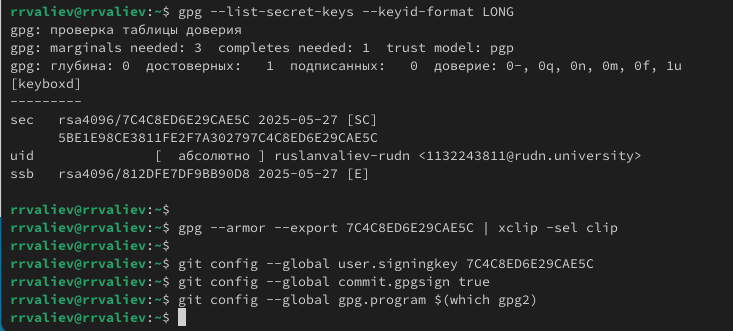 rrvaliev@rrvaliev:~$ gpg --list-secret-keys --keyid-format LONG
gpg: проверка таблицы доверия
gpg: marginals needed: 3  completes needed: 1  trust model: pgp
gpg: глубина: 0  достоверных:   1  подписанных:   0  доверие: 0-, 0q, 0n, 0m, 0f, 1u
[keyboxd]
---------
sec   rsa4096/7C4C8ED6E29CAE5C 2025-05-27 [SC]
      5BE1E98CE3811FE2F7A302797C4C8ED6E29CAE5C
uid               [  абсолютно ] ruslanvaliev-rudn <1132243811@rudn.university>
ssb   rsa4096/812DFE7DF9BB90D8 2025-05-27 [E]
rrvaliev@rrvaliev:~$
rrvaliev@rrvaliev:~$ gpg --armor --export 7C4C8ED6E29CAE5C | xclip -sel clip
rrvaliev@rrvaliev:~$
rrvaliev@rrvaliev:~$ git config --global user.signingkey 7C4C8ED6E29CAE5C
rrvaliev@rrvaliev:~$ git config --global commit.gpgsign true
rrvaliev@rrvaliev:~$ git config --global gpg.program $(which gpg2)
rrvaliev@rrvaliev:~$